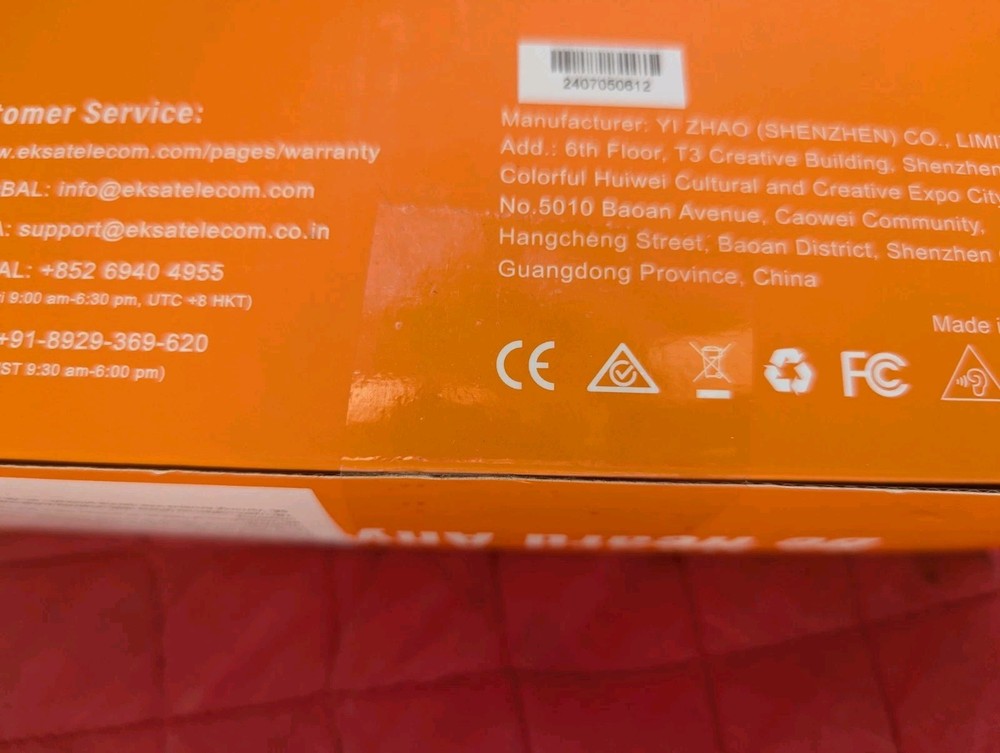 2407050612
tomer Service:
w.eksatelecom.com/pages/warranty
BAL: info@eksatelecom.com
A: support@eksatelecom.co.in
AL: +852 6940 4955
i 9:00 am-6:30 pm, UTC +8 HKT)
+91-8929-369-620
ST 9:30 am-6:00 pm)
Manufacturer: YI ZHAO (SHENZHEN) CO., LIMI
Add.: 6th Floor, T3 Creative Building, Shenzhen
Colorful Huiwei Cultural and Creative Expo City
No.5010 Baoan Avenue, Caowei Community,
Hangcheng Street, Baoan District, Shenzhen
Guangdong Province, China
Made i
CE
FC
Be Heard Any